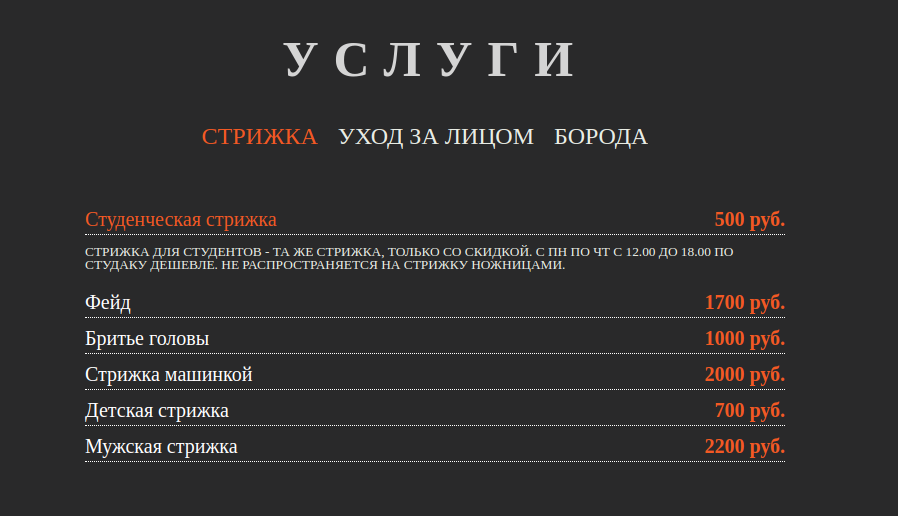 УСЛУГИ
СТРИЖКА УХОД ЗА ЛИЦОМ БОРОДА
Студенческая стрижка 500 руб.
СТРИЖКА ДЛЯ СТУДЕНТОВ - ТА ЖЕ СТРИЖКА, ТОЛЬКО СО СКИДКОЙ. С ПН ПО ЧТ С 12.00 ДО 18.00 ПО
СТУДАКУ ДЕШЕВЛЕ. НЕ РАСПРОСТРАНЯЕТСЯ НА СТРИЖКУ НОЖНИЦАМИ.
Фейд 1700 руб.
Бритье головы 1000 руб.
Стрижка машинкой 2000 руб.
Детская стрижка 700 руб.
Мужская стрижка 2200 руб.